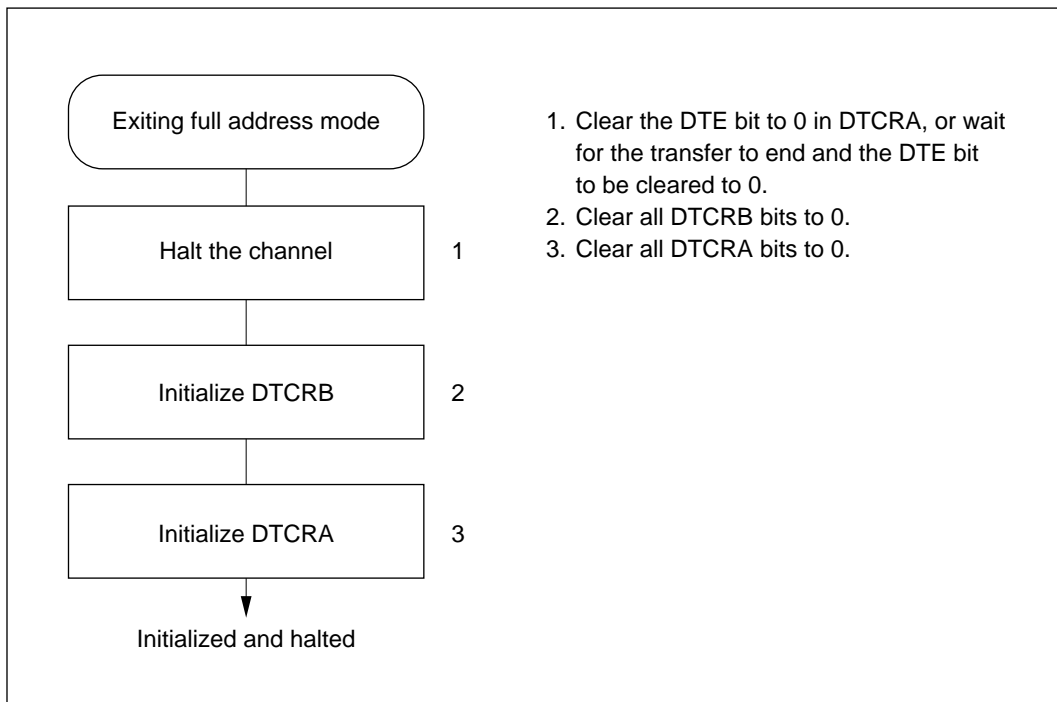 Exiting full address mode
Halt the channel
1
Initialize DTCRB
2
Initialize DTCRA
3
Initialized and halted
1. Clear the DTE bit to 0 in DTCRA, or wait
for the transfer to end and the DTE bit
to be cleared to 0.
2. Clear all DTCRB bits to 0.
3. Clear all DTCRA bits to 0.